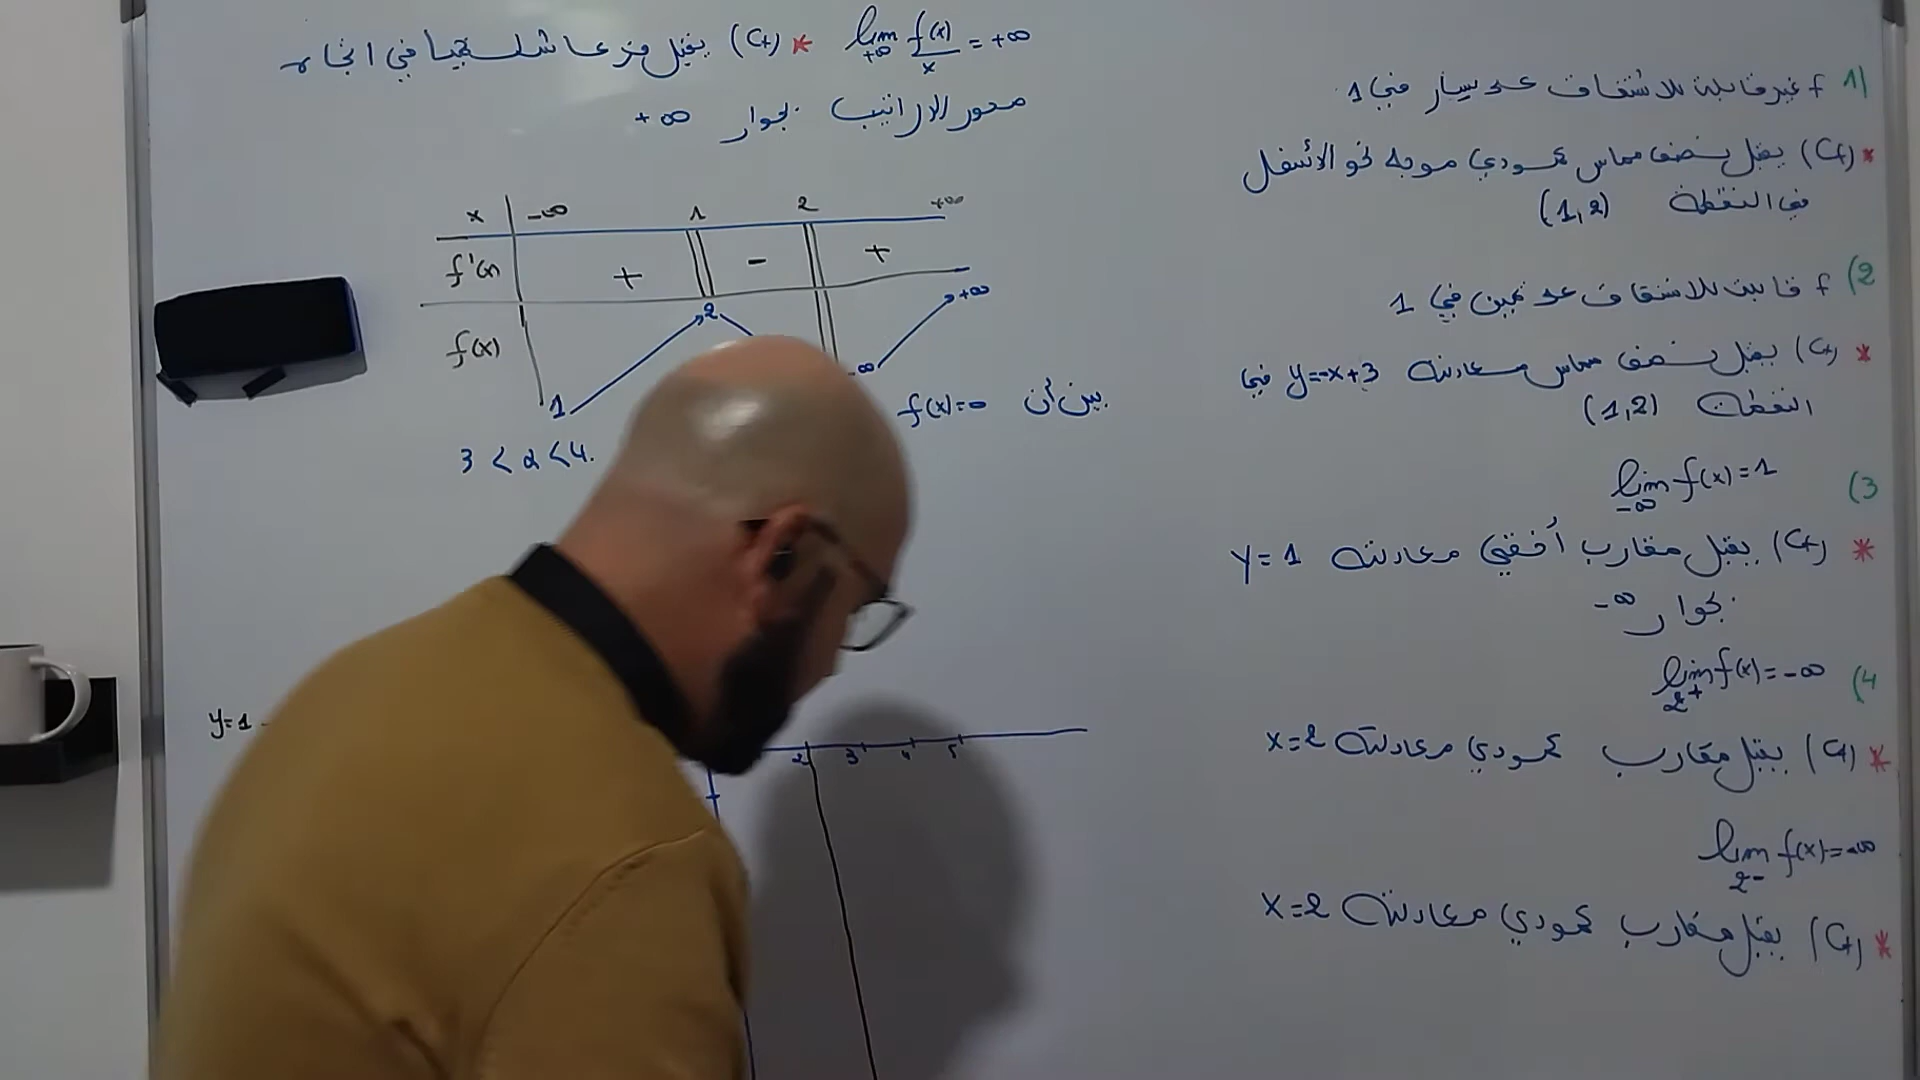 lim f(x)/x = +∞ * (Cf) يقبل فرعا شلجميا في اتجاه
+∞
محور الاراتيب بجوار +∞
x -∞ 1 2 +∞
f'(x) + - +
f(x) 1 2 -∞ +∞
بين أن f(x)=0
3 < α < 4.
y=1
2 3 4 5
1) f غير قابلة للاشتقاق على يسار في 1
* (Cf) يقبل نصف مماس عمودي موجه نحو الأسفل
في النقطة (1,2)
2) f قابلة للاشتقاق على يمين في 1
* (Cf) يقبل نصف مماس معادلته y=-x+3 في
النقطة (1,2)
3) lim f(x)=1
-∞
* (Cf) يقبل مقارب أفقي معادلته y=1
بجوار -∞
4) lim f(x)=-∞
2+
* (Cf) يقبل مقارب عمودي معادلته x=2
lim f(x)=-∞
2-
* (Cf) يقبل مقارب عمودي معادلته x=2